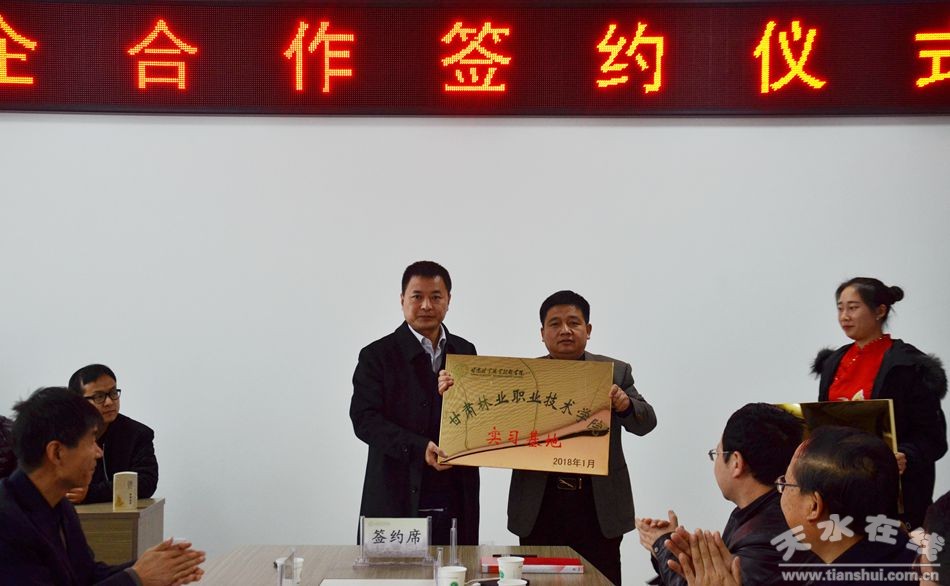 企合作签约仪式
甘肃林业职业技术学院
实习基地
2018年1月
签约席
天水在线
www.tianshui.com.cn